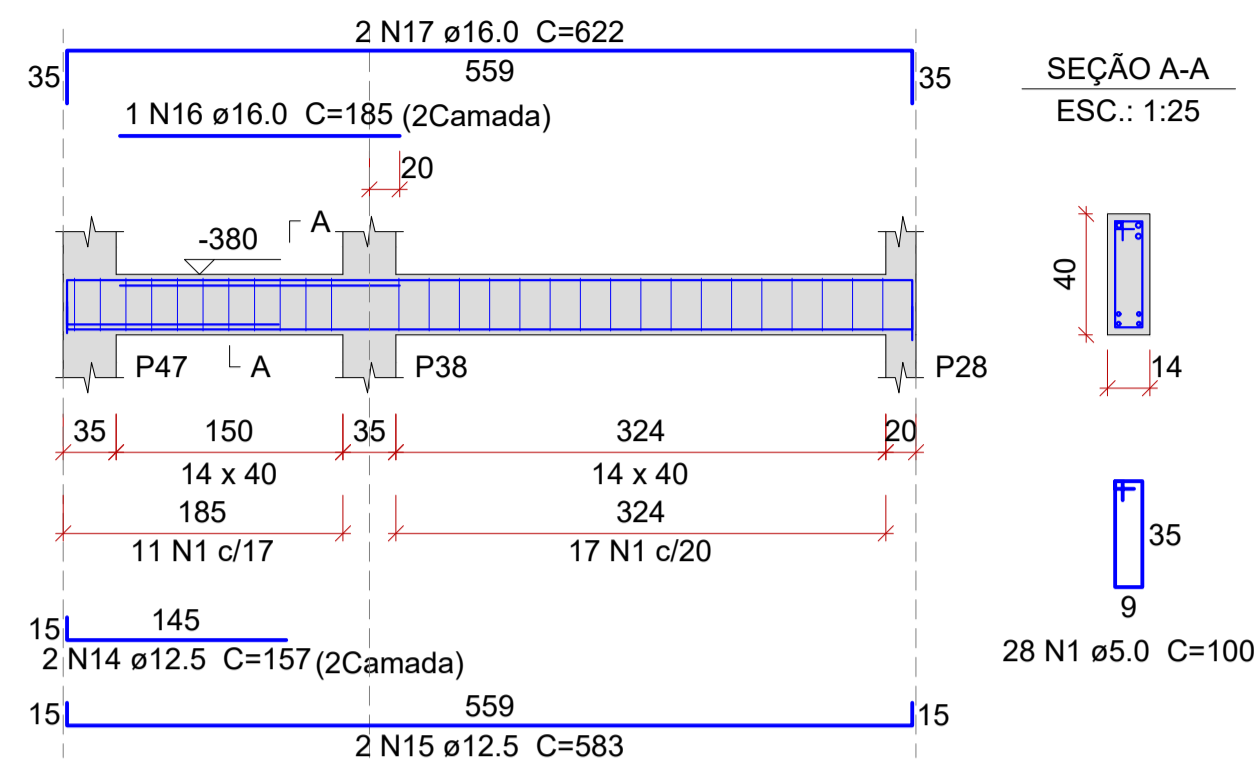 2 N17 ø16.0 C=622
35 559 35
1 N16 ø16.0 C=185 (2Camada)
20
A
-380
P47 A P38 P28
35 150 35 324 20
14 x 40 14 x 40
185 324
11 N1 c/17 17 N1 c/20
15 145
2 N14 ø12.5 C=157 (2Camada)
15 559 15
2 N15 ø12.5 C=583
SEÇÃO A-A
ESC.: 1:25
40
14
35
9
28 N1 ø5.0 C=100